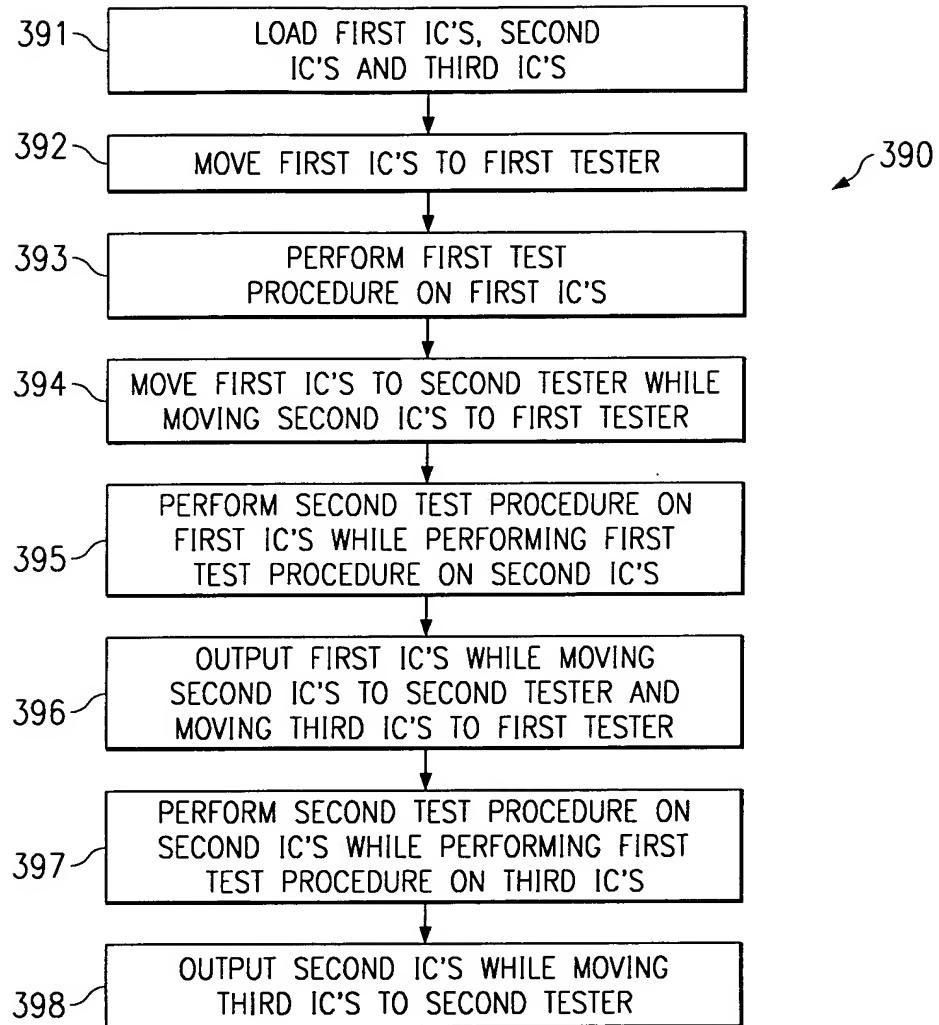 391
LOAD FIRST IC'S, SECOND
IC'S AND THIRD IC'S
392
MOVE FIRST IC'S TO FIRST TESTER
390
393
PERFORM FIRST TEST
PROCEDURE ON FIRST IC'S
394
MOVE FIRST IC'S TO SECOND TESTER WHILE
MOVING SECOND IC'S TO FIRST TESTER
395
PERFORM SECOND TEST PROCEDURE ON
FIRST IC'S WHILE PERFORMING FIRST
TEST PROCEDURE ON SECOND IC'S
396
OUTPUT FIRST IC'S WHILE MOVING
SECOND IC'S TO SECOND TESTER AND
MOVING THIRD IC'S TO FIRST TESTER
397
PERFORM SECOND TEST PROCEDURE ON
SECOND IC'S WHILE PERFORMING FIRST
TEST PROCEDURE ON THIRD IC'S
398
OUTPUT SECOND IC'S WHILE MOVING
THIRD IC'S TO SECOND TESTER